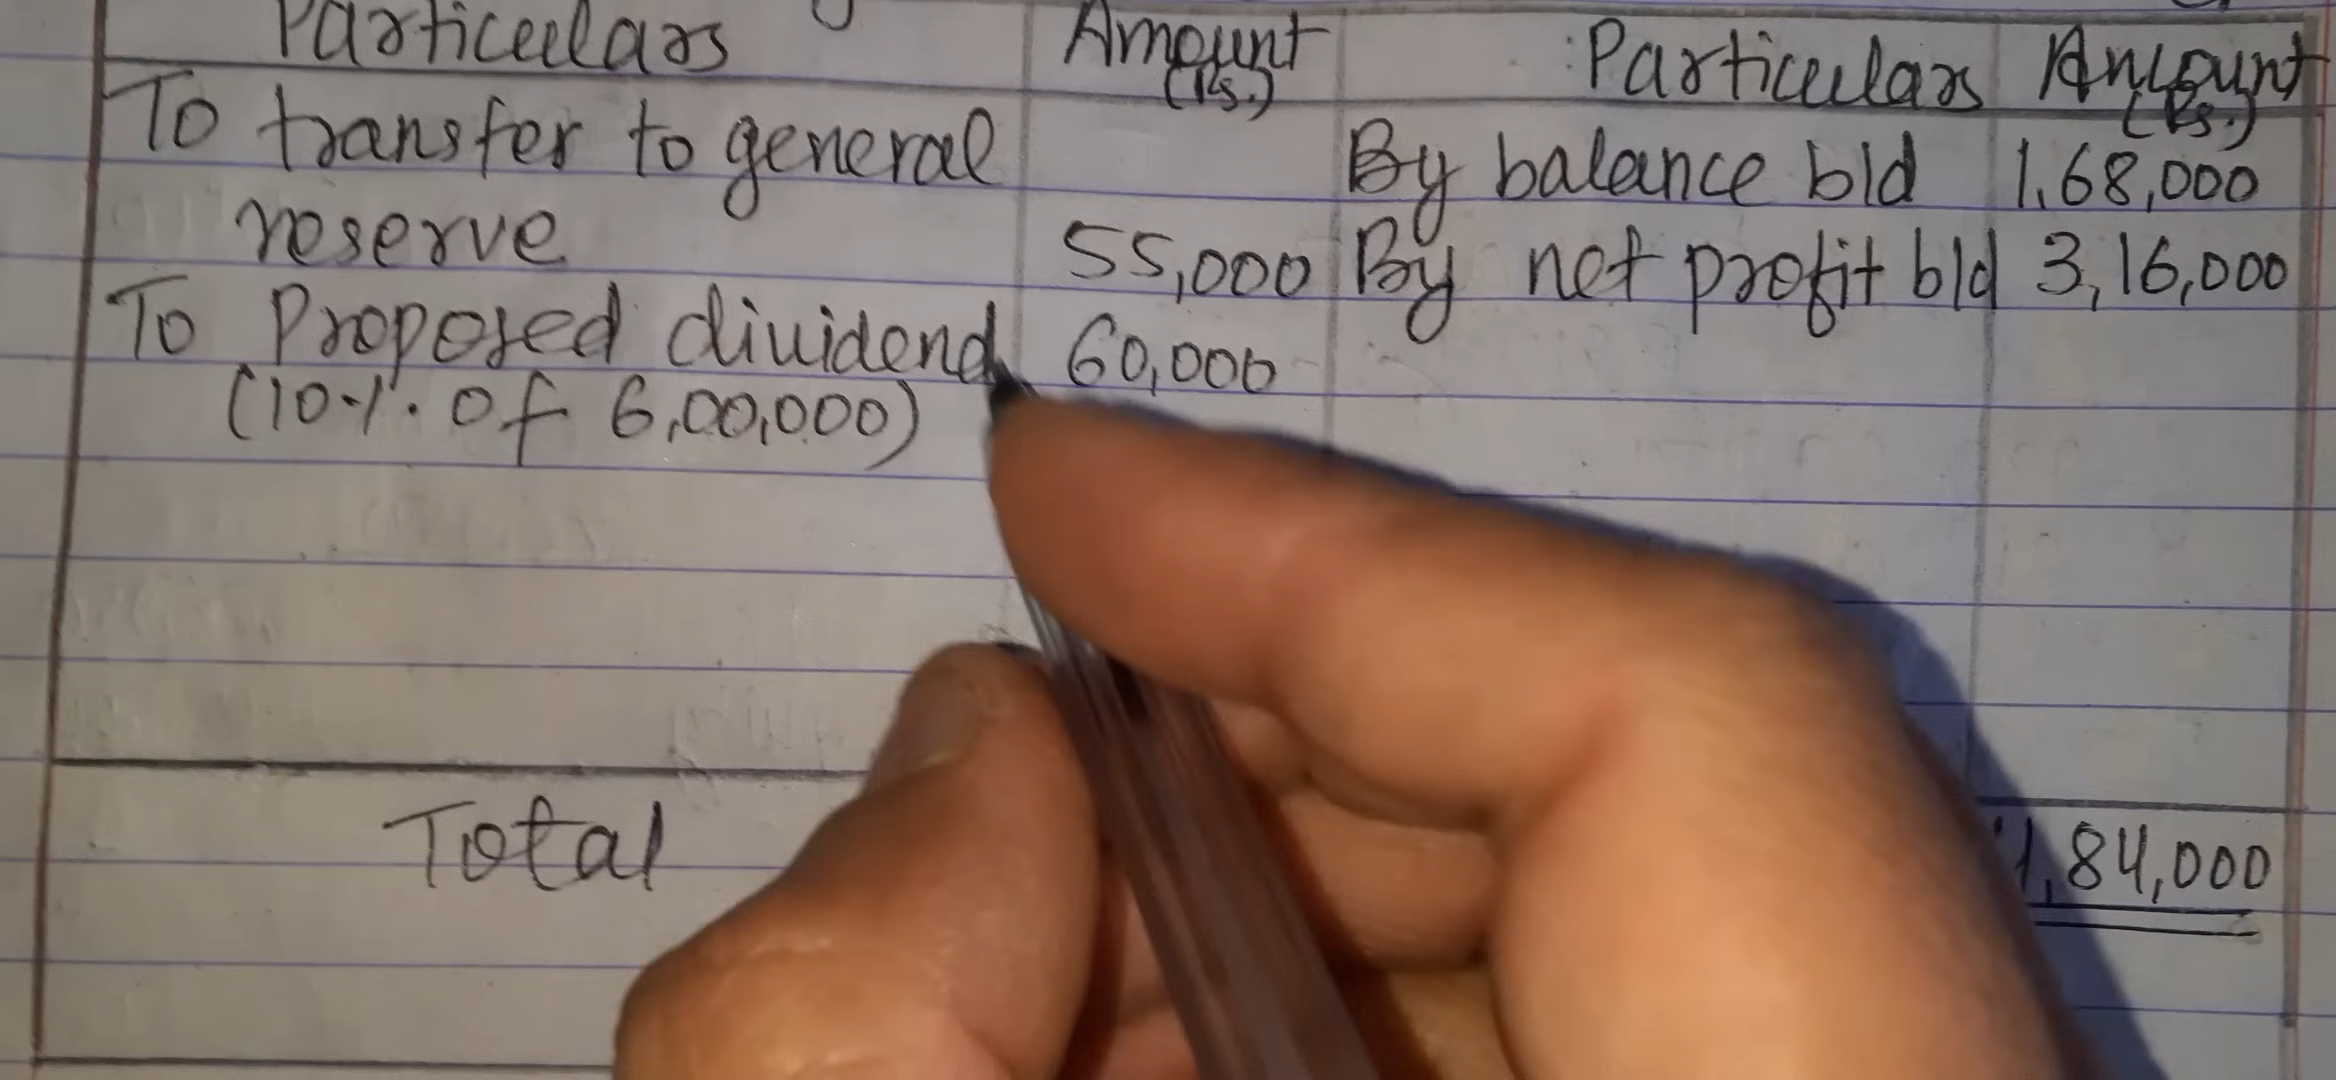 Particulars Amount Particulars Amount
(Rs.) (Rs.)
To transfer to general By balance b/d 1,68,000
reserve 55,000 By net profit b/d 3,16,000
To Proposed dividend 60,000
(10% of 6,00,000)
Total 4,84,000